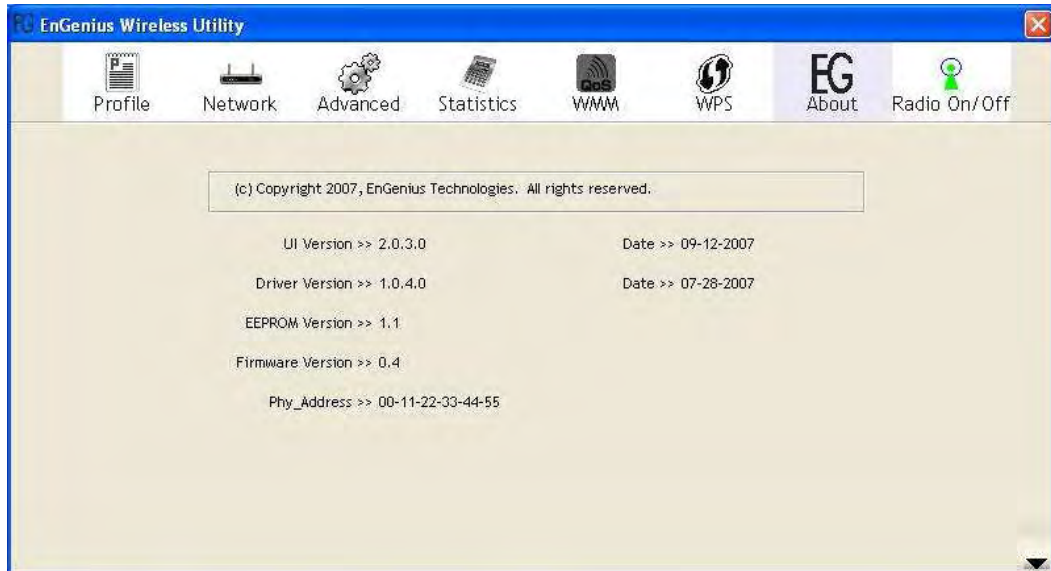 EG EnGenius Wireless Utility
Profile Network Advanced Statistics QoS WMM WPS EG About Radio On/Off
(c) Copyright 2007, EnGenius Technologies. All rights reserved.
UI Version >> 2.0.3.0 Date >> 09-12-2007
Driver Version >> 1.0.4.0 Date >> 07-28-2007
EEPROM Version >> 1.1
Firmware Version >> 0.4
Phy_Address >> 00-11-22-33-44-55